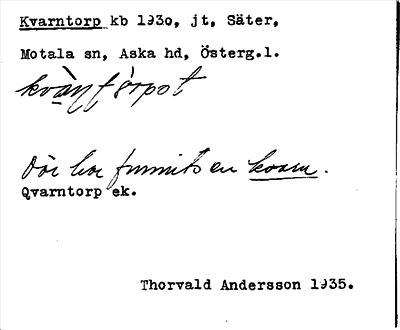 Kvarntorp kb 1930, jt, Säter,
Motala sn, Aska hd, Österg.l.
kvànṭórpət
Där har funnits en kvarn.
Qvarntorp ek.
Thorvald Andersson 1935.